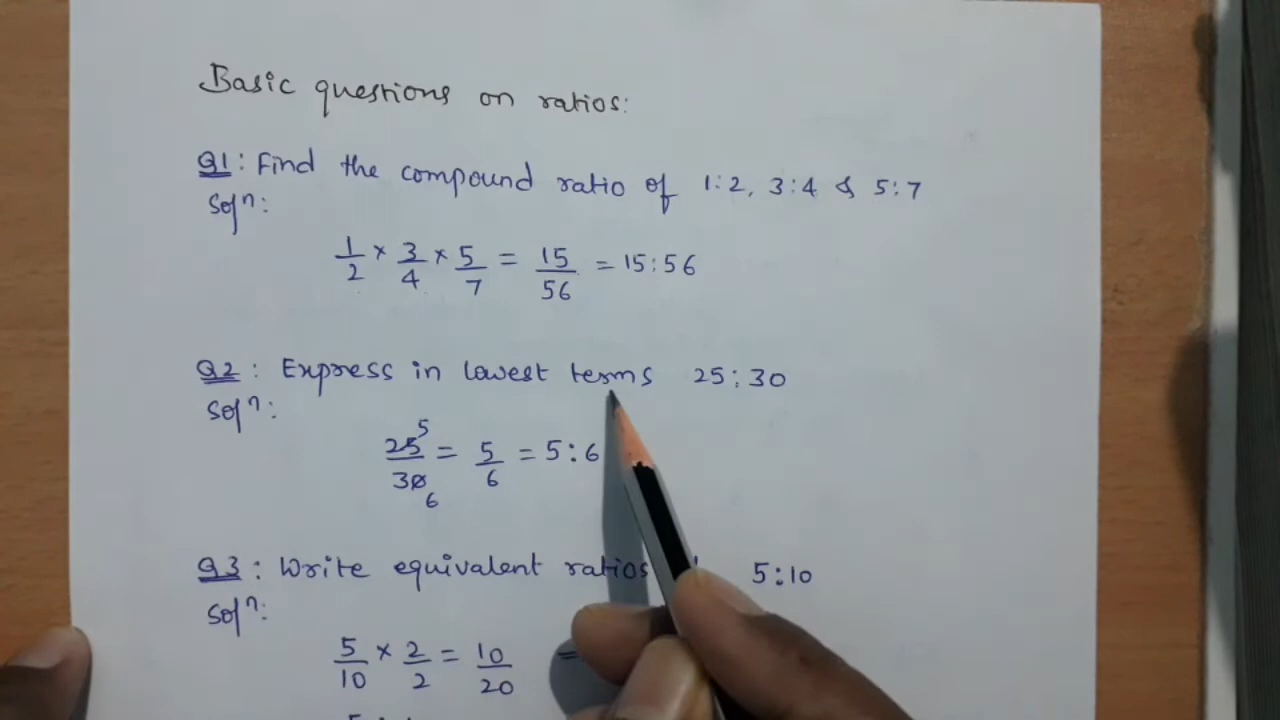 Basic questions on ratios:
Q1: Find the compound ratio of 1:2, 3:4 & 5:7
Solⁿ:
1/2 × 3/4 × 5/7 = 15/56 = 15:56
Q2: Express in lowest terms 25:30
Solⁿ:
25/30 5 6 = 5/6 = 5:6
Q3: Write equivalent ratios 5:10
Solⁿ:
5/10 × 2/2 = 10/20 =